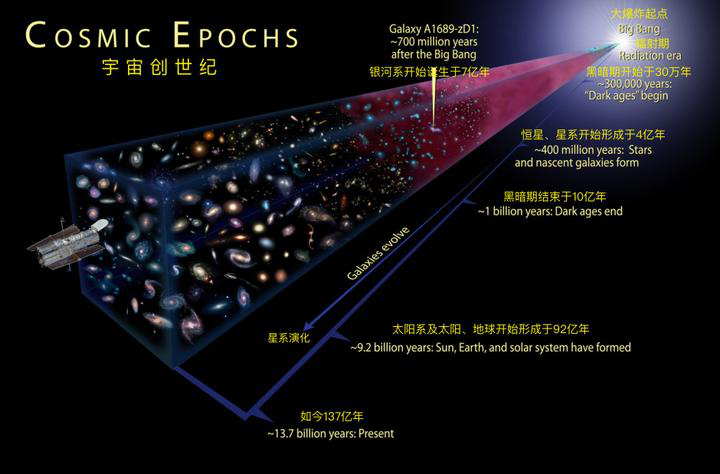 COSMIC EPOCHS
宇宙创世纪
Galaxy A1689-zD1:
~700 million years
after the Big Bang
银河系开始诞生于7亿年
大爆炸起点
Big Bang
辐射期
Radiation era
黑暗期开始于30万年
~300,000 years:
“Dark ages” begin
恒星、星系开始形成于4亿年
~400 million years: Stars
and nascent galaxies form
黑暗期结束于10亿年
~1 billion years: Dark ages end
Galaxies evolve
星系演化
太阳系及太阳、地球开始形成于92亿年
~9.2 billion years: Sun, Earth, and solar system have formed
如今137亿年
~13.7 billion years: Present